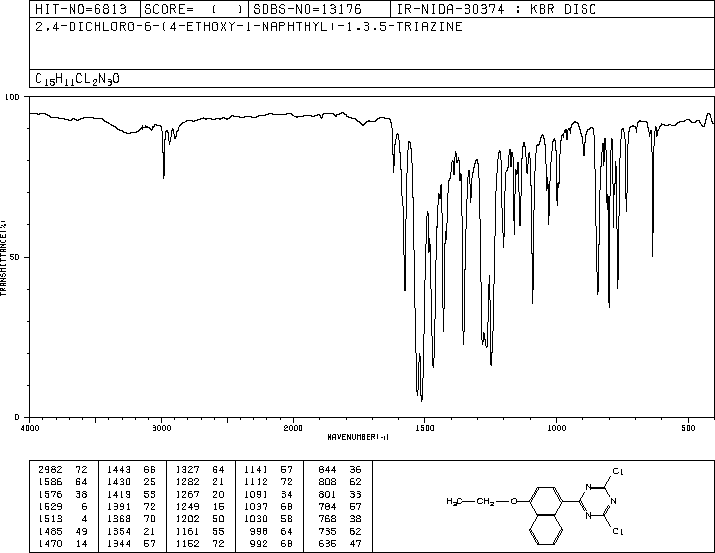 HIT-NO=6813 SCORE= ( ) SDBS-NO=13176 IR-NIDA-30374 : KBR DISC
2,4-DICHLORO-6-(4-ETHOXY-1-NAPHTHYL)-1,3,5-TRIAZINE
C15H11CL2N3O
100
50
0
TRANSMITTANCE(%)
4000 3000 2000 1500 1000 500
WAVENUMBER(-1)
2982 72 1443 66 1327 64 1141 57 844 36
1586 64 1430 25 1282 21 1112 72 808 62
1576 38 1419 53 1267 20 1091 34 801 33
1529 6 1391 72 1249 15 1037 68 784 57
1513 4 1368 70 1202 50 1030 58 768 38
1485 49 1354 21 1161 55 998 64 735 62
1470 14 1344 57 1152 72 992 68 636 47
Cl
H3C CH2 O N N
N
Cl